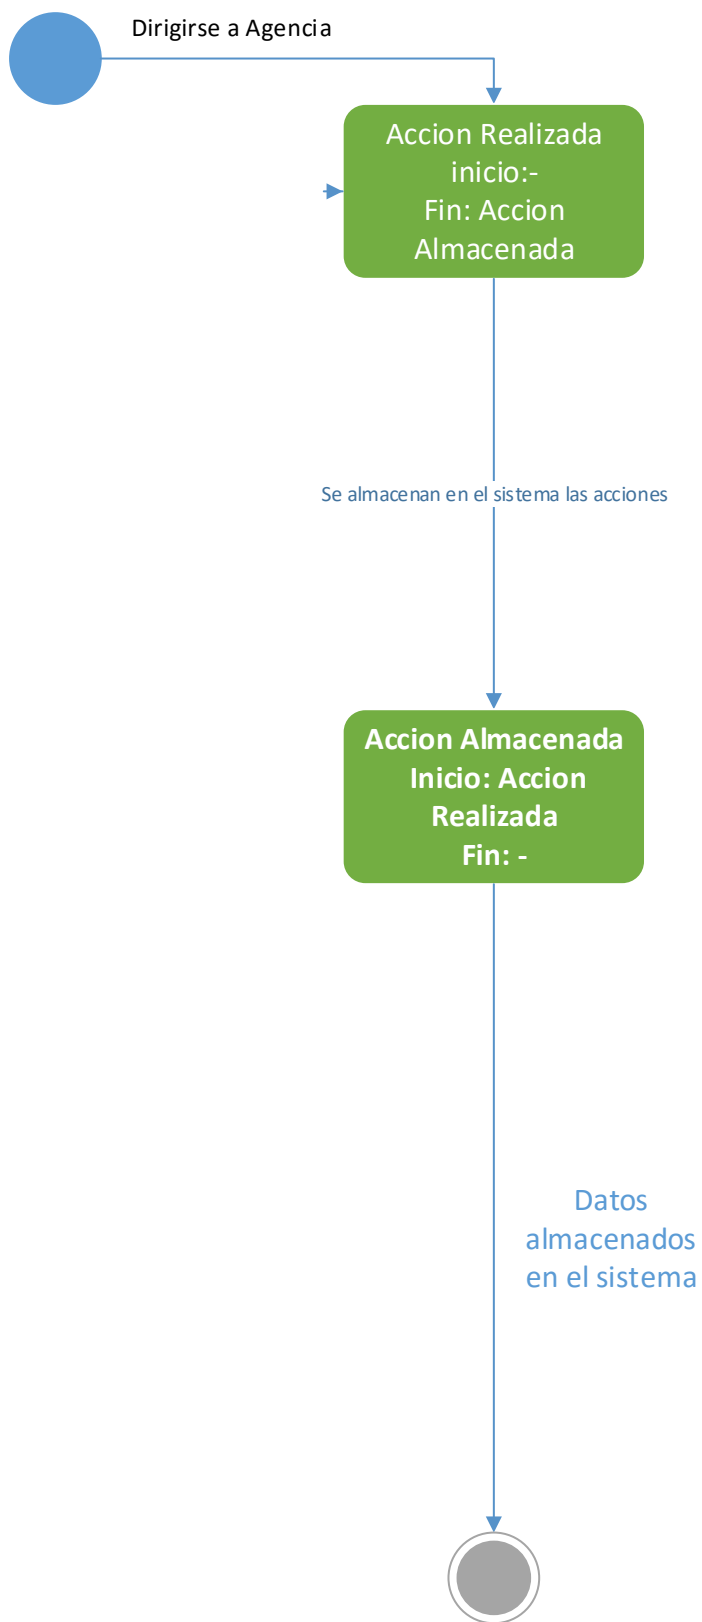 Dirigirse a Agencia
Accion Realizada
inicio:-
Fin: Accion
Almacenada
Se almacenan en el sistema las acciones
Accion Almacenada
Inicio: Accion
Realizada
Fin: -
Datos
almacenados
en el sistema